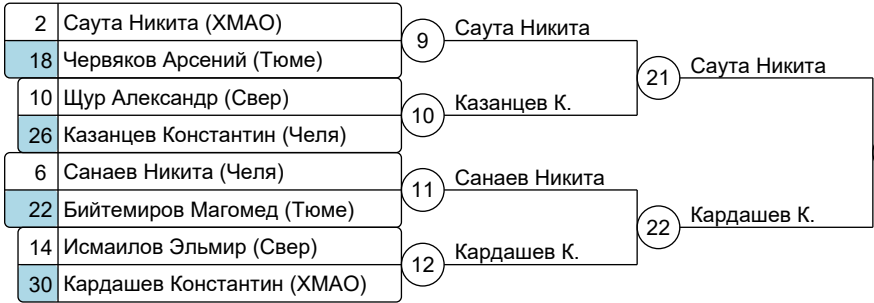 2 Саута Никита (ХМАО)
18 Червяков Арсений (Тюме)
9 Саута Никита
10 Щур Александр (Свер)
26 Казанцев Константин (Челя)
10 Казанцев К.
21 Саута Никита
6 Санаев Никита (Челя)
22 Бийтемиров Магомед (Тюме)
11 Санаев Никита
14 Исмаилов Эльмир (Свер)
30 Кардашев Константин (ХМАО)
12 Кардашев К.
22 Кардашев К.